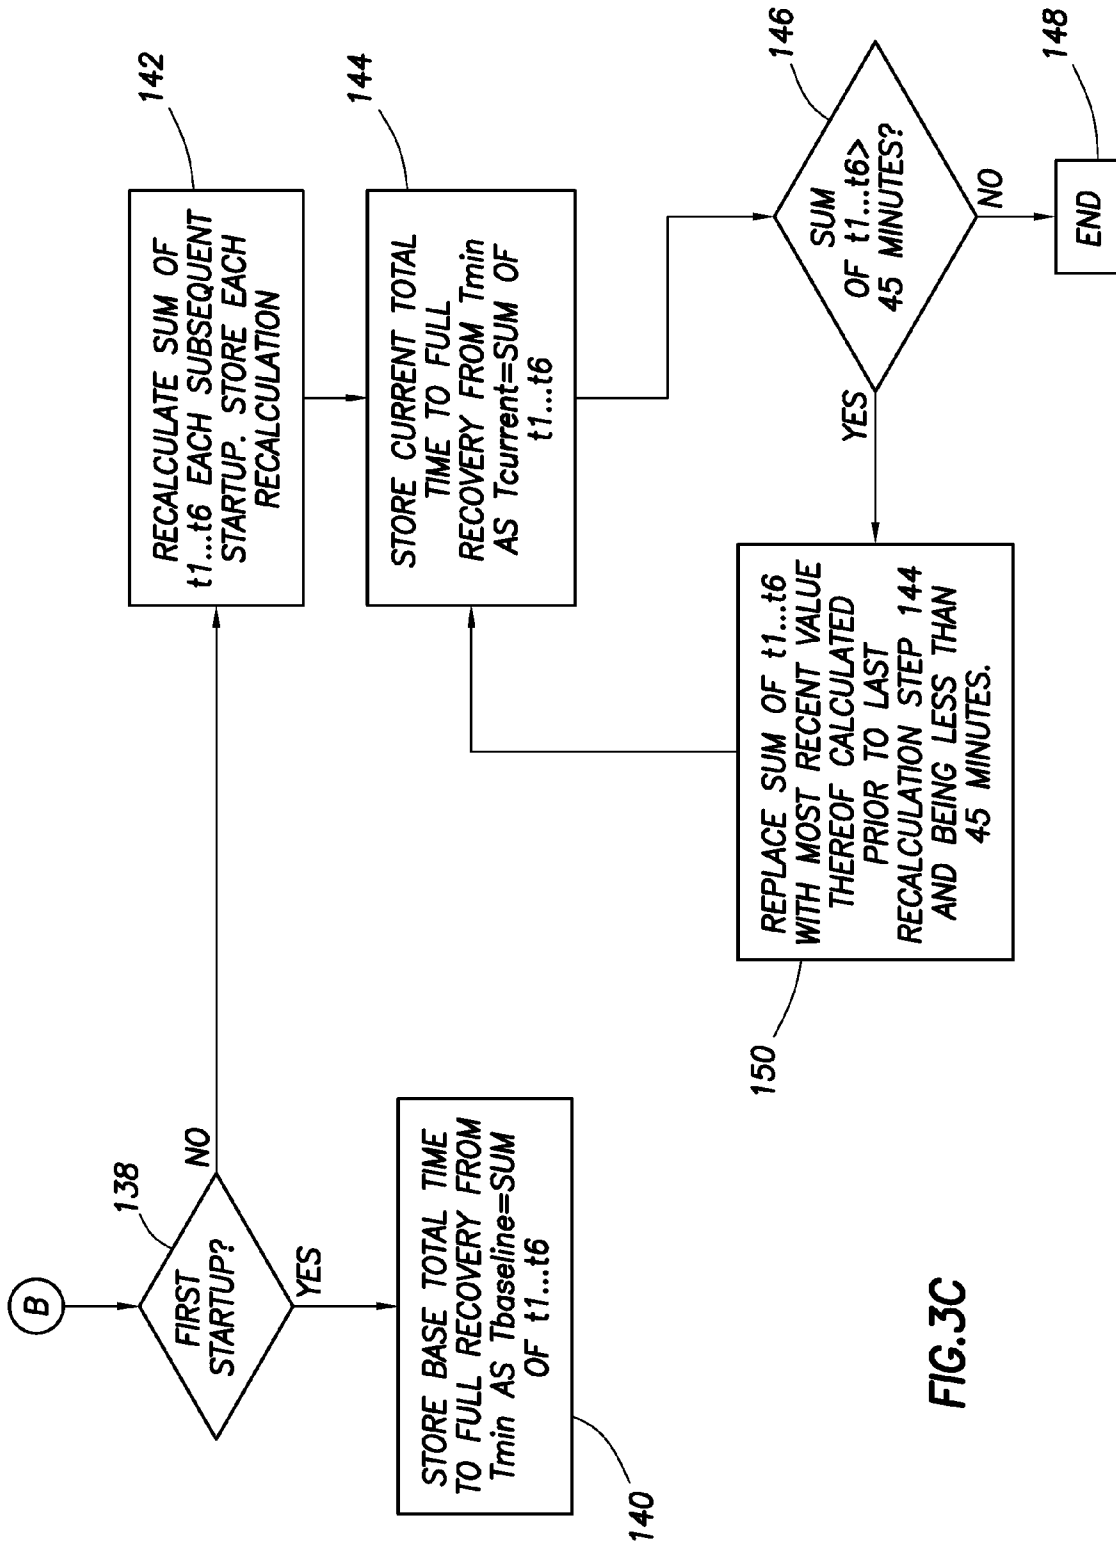 B
138
FIRST
STARTUP?
NO
YES
STORE BASE TOTAL TIME
TO FULL RECOVERY FROM
Tmin AS Tbaseline=SUM
OF t1...t6
140
142
RECALCULATE SUM OF
t1...t6 EACH SUBSEQUENT
STARTUP. STORE EACH
RECALCULATION
144
STORE CURRENT TOTAL
TIME TO FULL
RECOVERY FROM Tmin
AS Tcurrent=SUM OF
t1...t6
146
SUM
OF t1...t6>
45 MINUTES?
YES
NO
148
END
REPLACE SUM OF t1...t6
WITH MOST RECENT VALUE
THEREOF CALCULATED
PRIOR TO LAST
RECALCULATION STEP 144
AND BEING LESS THAN
45 MINUTES.
150
FIG.3C